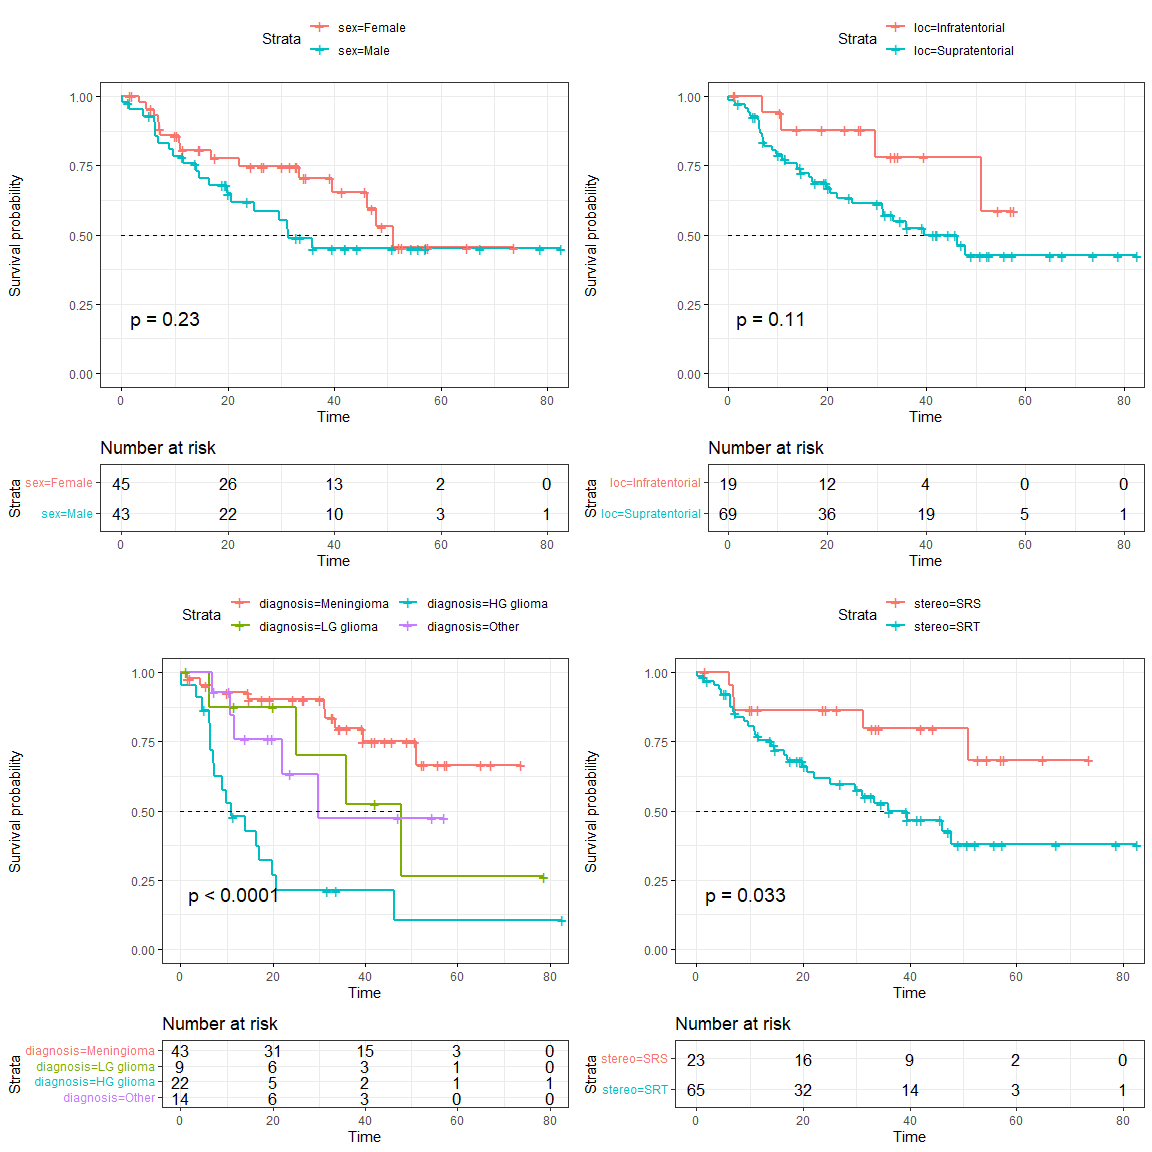 Strata sex=Female
sex=Male
Survival probability
1.00
0.75
0.50
0.25
0.00
p = 0.23
0 20 40 60 80
Time
Number at risk
Strata
sex=Female 45 26 13 2 0
sex=Male 43 22 10 3 1
0 20 40 60 80
Time
Strata loc=Infratentorial
loc=Supratentorial
Survival probability
1.00
0.75
0.50
0.25
0.00
p = 0.11
0 20 40 60 80
Time
Number at risk
Strata
loc=Infratentorial 19 12 4 0 0
loc=Supratentorial 69 36 19 5 1
0 20 40 60 80
Time
Strata diagnosis=Meningioma diagnosis=HG glioma
diagnosis=LG glioma diagnosis=Other
Survival probability
1.00
0.75
0.50
0.25
0.00
p < 0.0001
0 20 40 60 80
Time
Number at risk
Strata
diagnosis=Meningioma 43 31 15 3 0
diagnosis=LG glioma 9 6 3 1 0
diagnosis=HG glioma 22 5 2 1 1
diagnosis=Other 14 6 3 0 0
0 20 40 60 80
Time
Strata stereo=SRS
stereo=SRT
Survival probability
1.00
0.75
0.50
0.25
0.00
p = 0.033
0 20 40 60 80
Time
Number at risk
Strata
stereo=SRS 23 16 9 2 0
stereo=SRT 65 32 14 3 1
0 20 40 60 80
Time